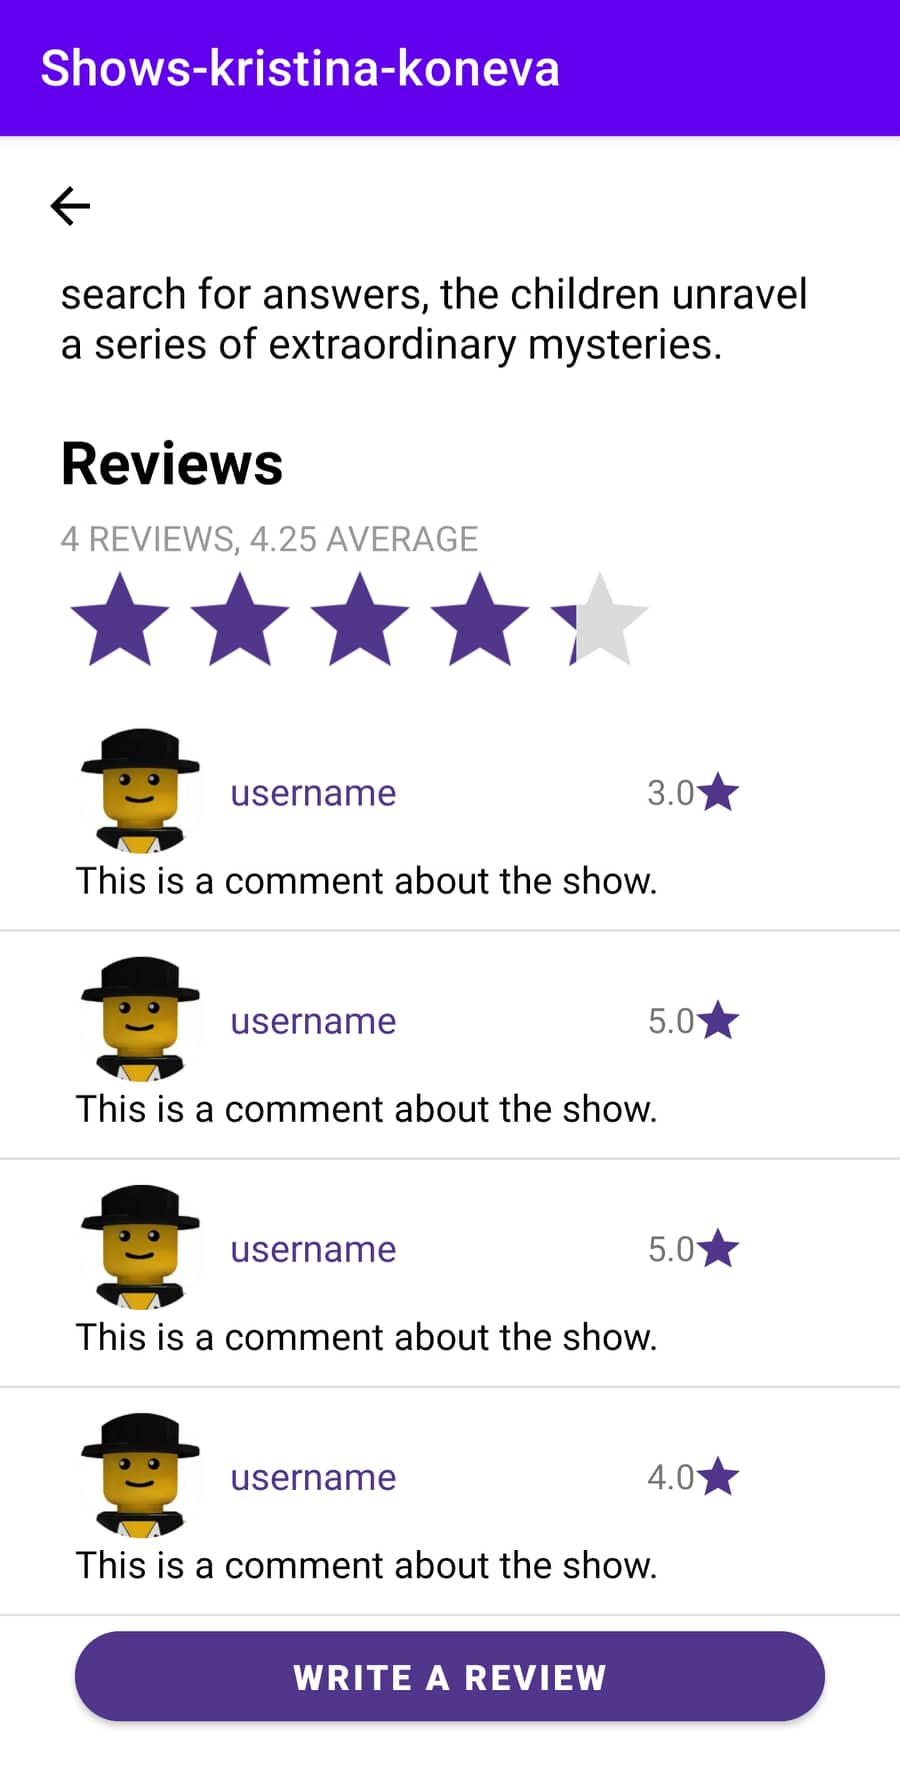 Shows-kristina-koneva
search for answers, the children unravel
a series of extraordinary mysteries.
Reviews
4 REVIEWS, 4.25 AVERAGE
username 3.0
This is a comment about the show.
username 5.0
This is a comment about the show.
username 5.0
This is a comment about the show.
username 4.0
This is a comment about the show.
WRITE A REVIEW